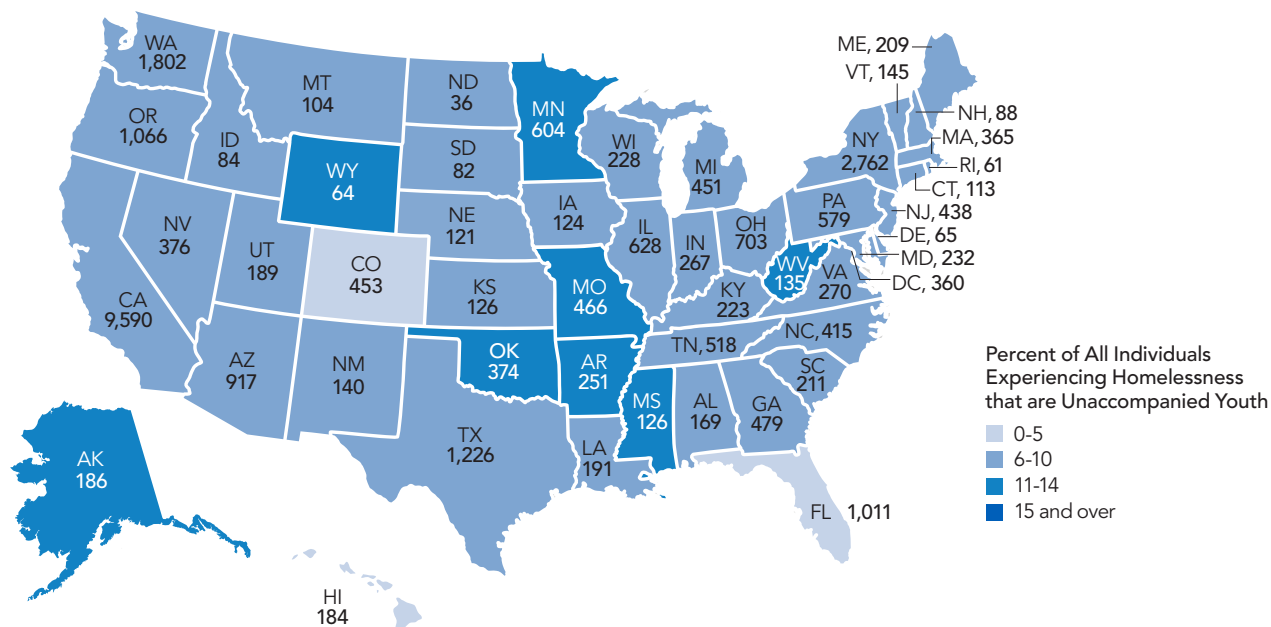 WA
1,802
MT
104
ND
36
MN
604
OR
1,066
ID
84
WY
64
SD
82
WI
228
MI
451
ME, 209
VT, 145
NH, 88
MA, 365
NY
2,762
RI, 61
CT, 113
PA
579
NJ, 438
DE, 65
MD, 232
DC, 360
NV
376
UT
189
CO
453
NE
121
IA
124
IL
628
IN
267
OH
703
WV
135
VA
270
CA
9,590
KS
126
MO
466
KY
223
TN, 518
NC, 415
SC
211
AZ
917
NM
140
OK
374
AR
251
MS
126
AL
169
GA
479
TX
1,226
LA
191
FL 1,011
AK
186
HI
184
Percent of All Individuals
Experiencing Homelessness
that are Unaccompanied Youth
0-5
6-10
11-14
15 and over